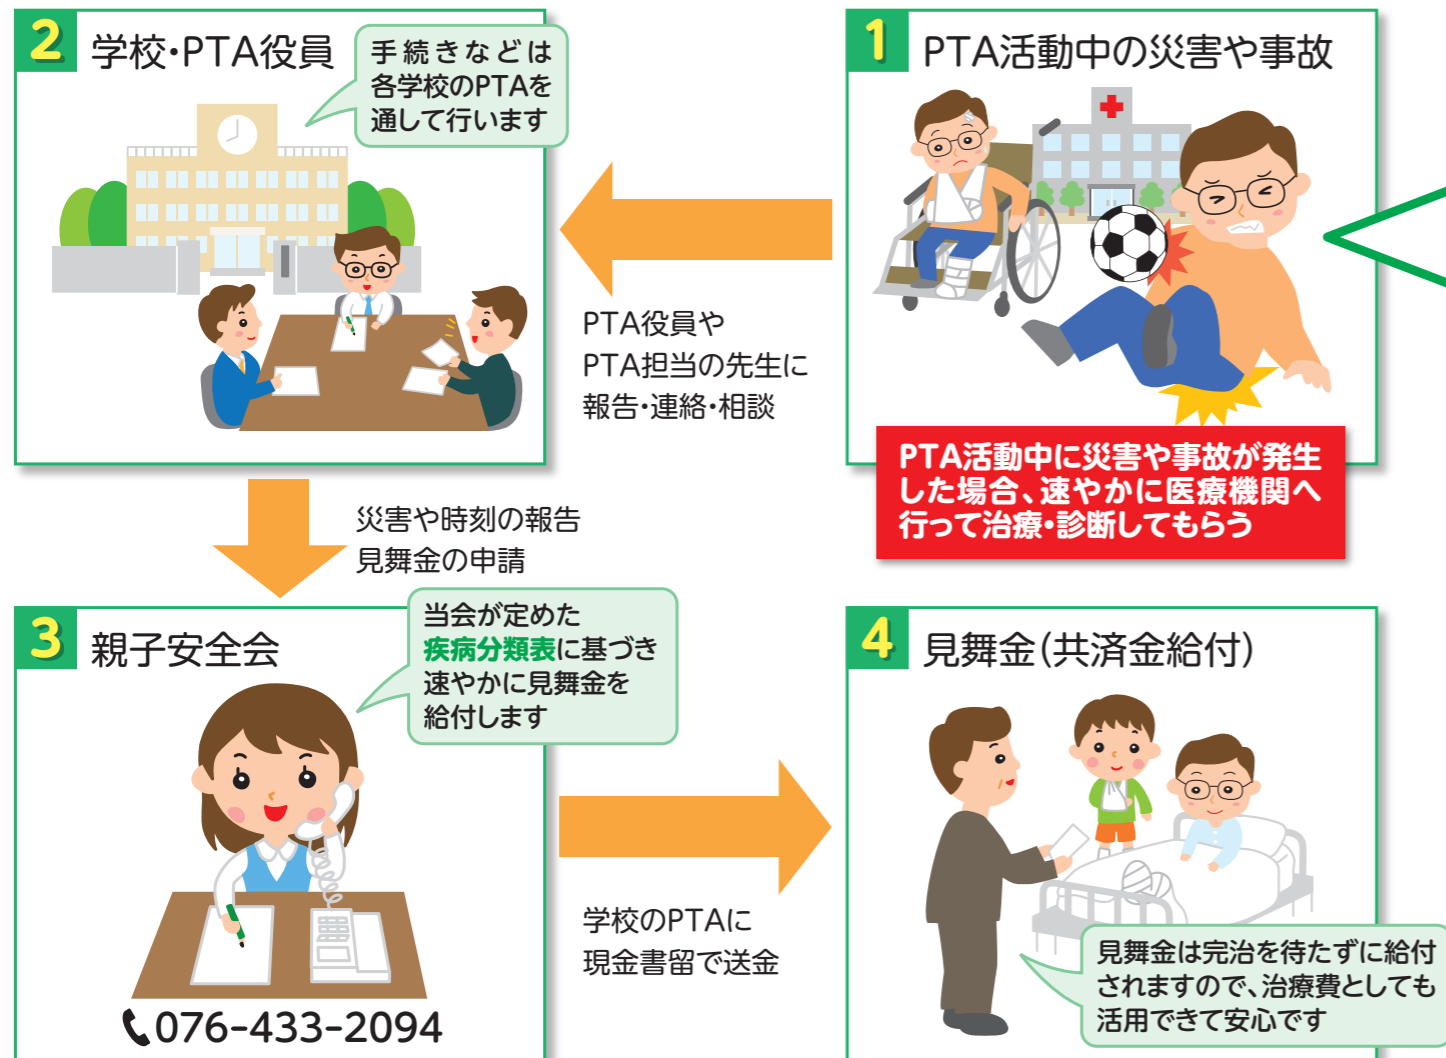 1 PTA活動中の災害や事故
PTA活動中に災害や事故が発生
した場合、速やかに医療機関へ
行って治療・診断してもらう
PTA役員や
PTA担当の先生に
報告・連絡・相談
2 学校・PTA役員
手続きなどは
各学校のPTAを
通して行います
災害や時刻の報告
見舞金の申請
3 親子安全会
当会が定めた
疾病分類表に基づき
速やかに見舞金を
給付します
076-433-2094
学校のPTAに
現金書留で送金
4 見舞金(共済金給付)
見舞金は完治を待たずに給付
されますので、治療費としても
活用できて安心です